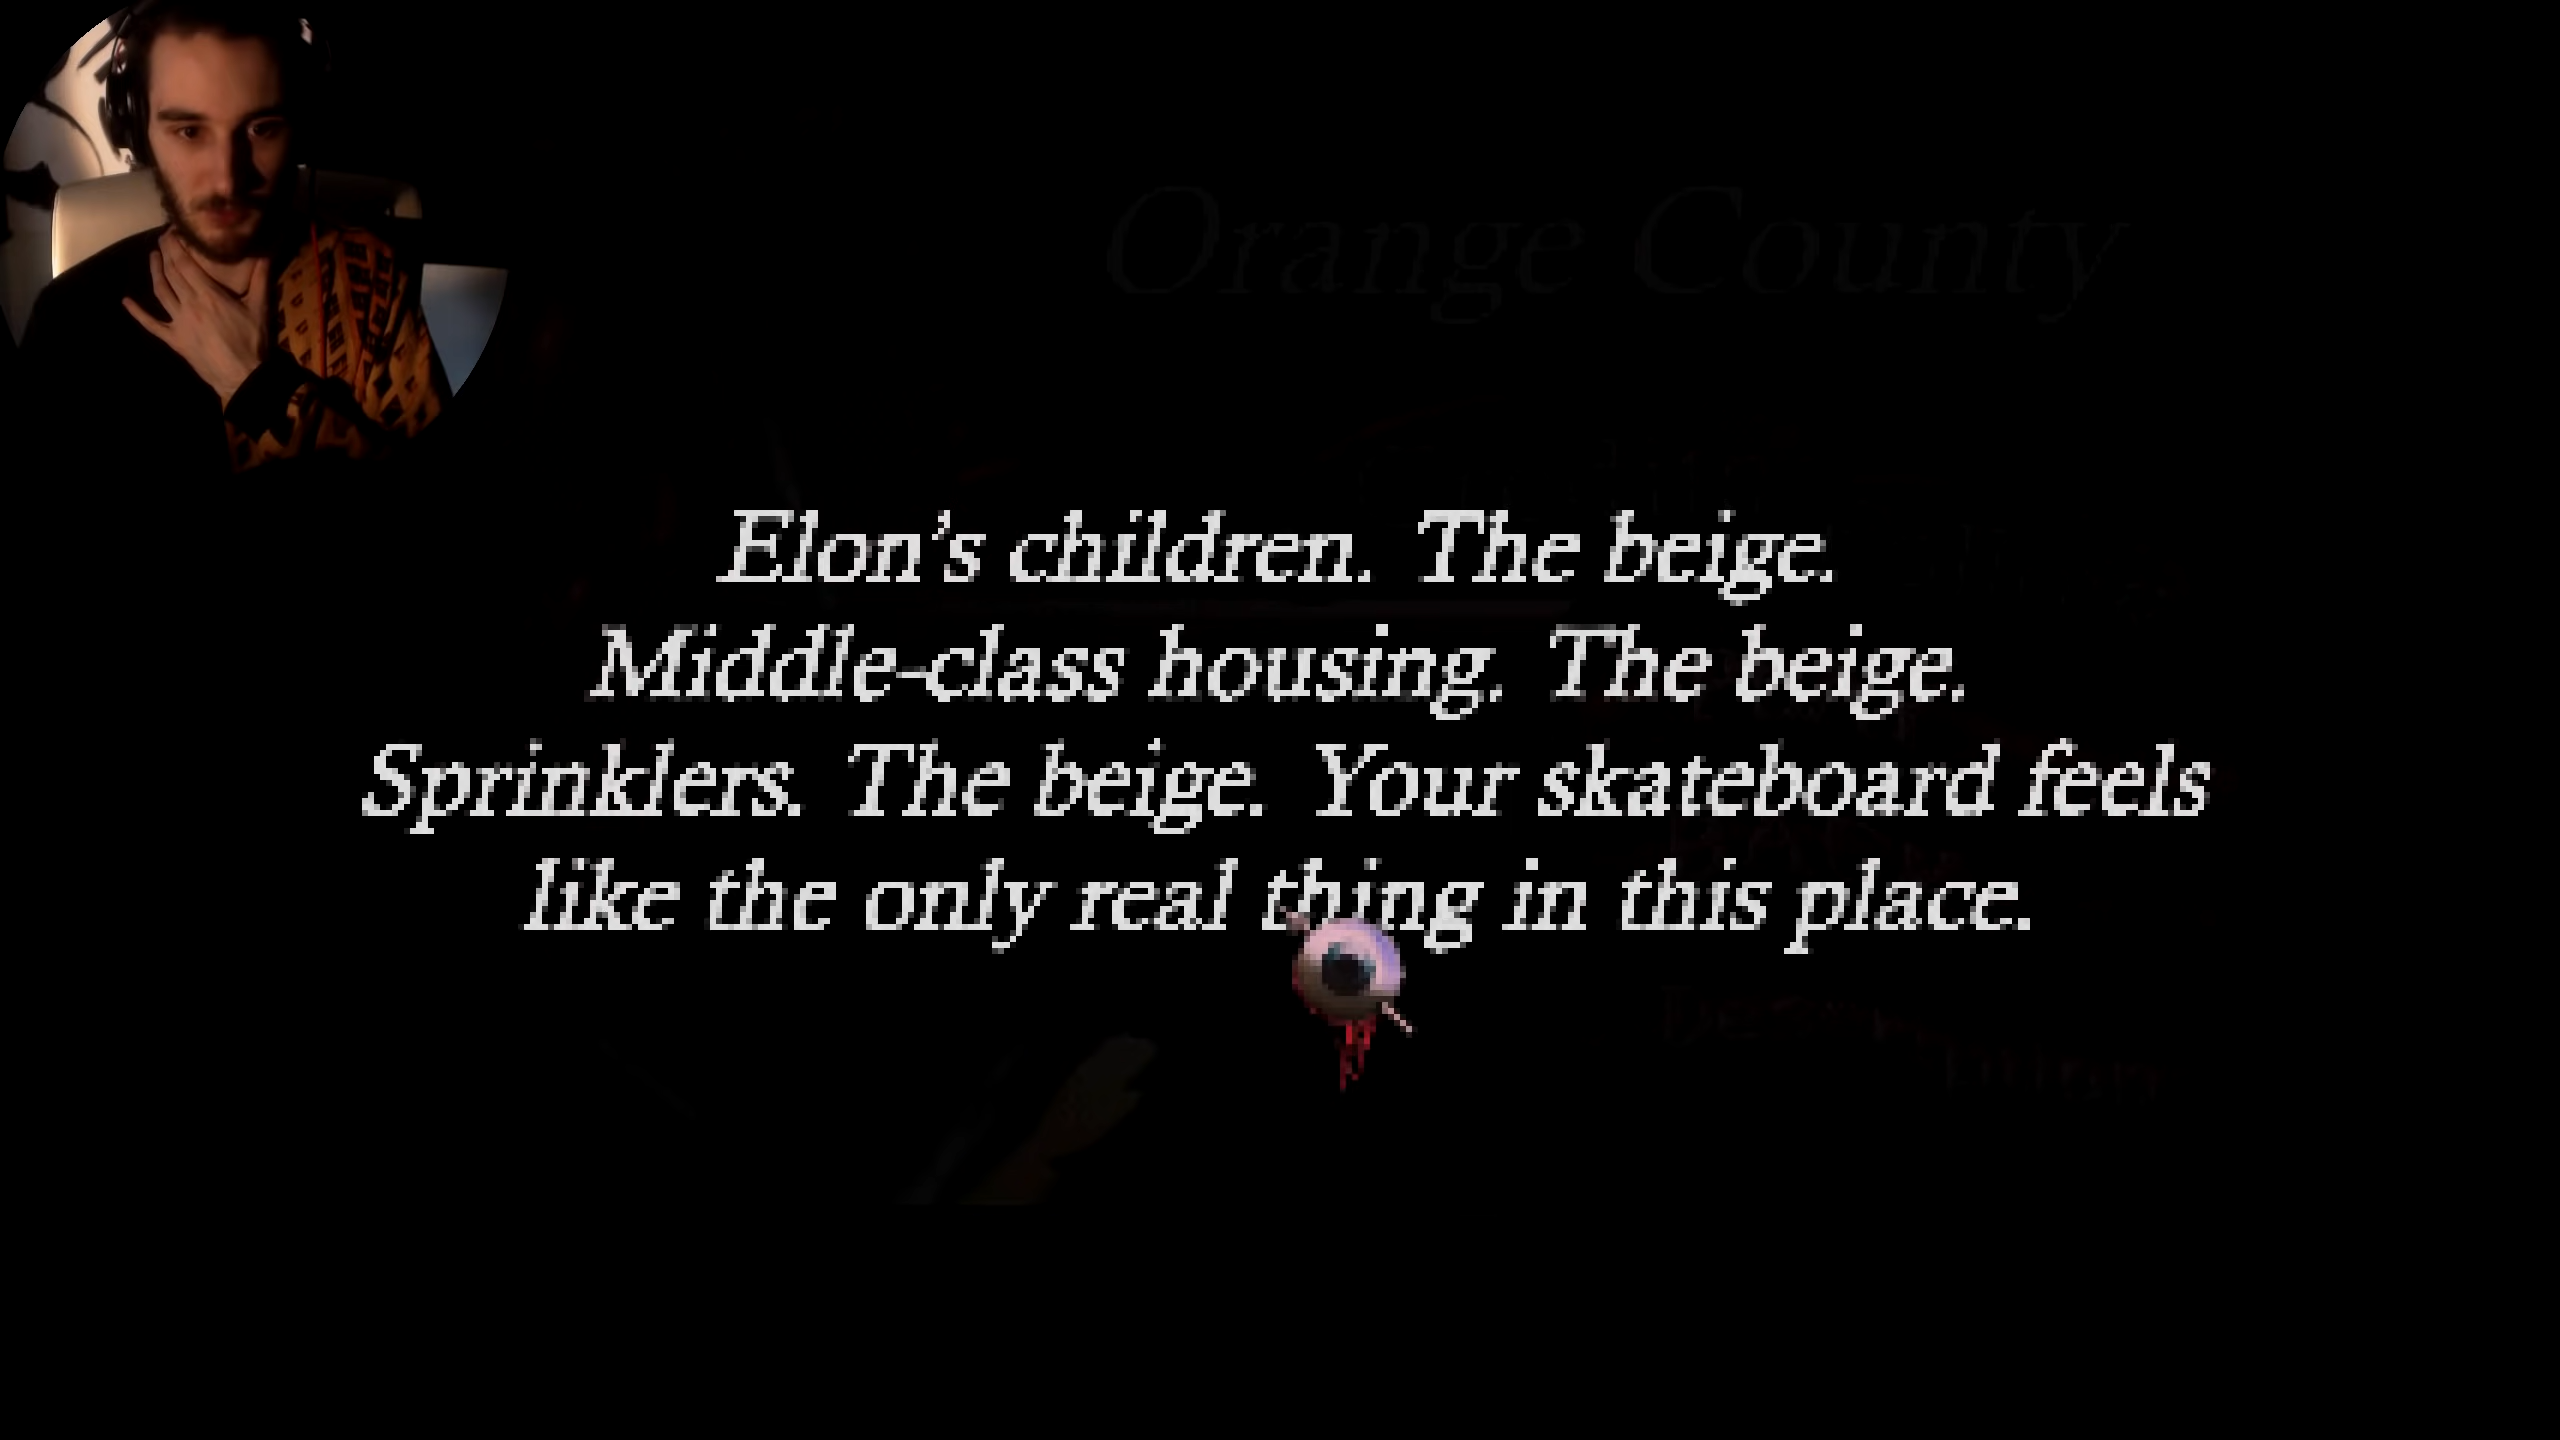 Orange County
Elon's children. The beige.
Middle-class housing. The beige.
Sprinklers. The beige. Your skateboard feels
like the only real thing in this place.